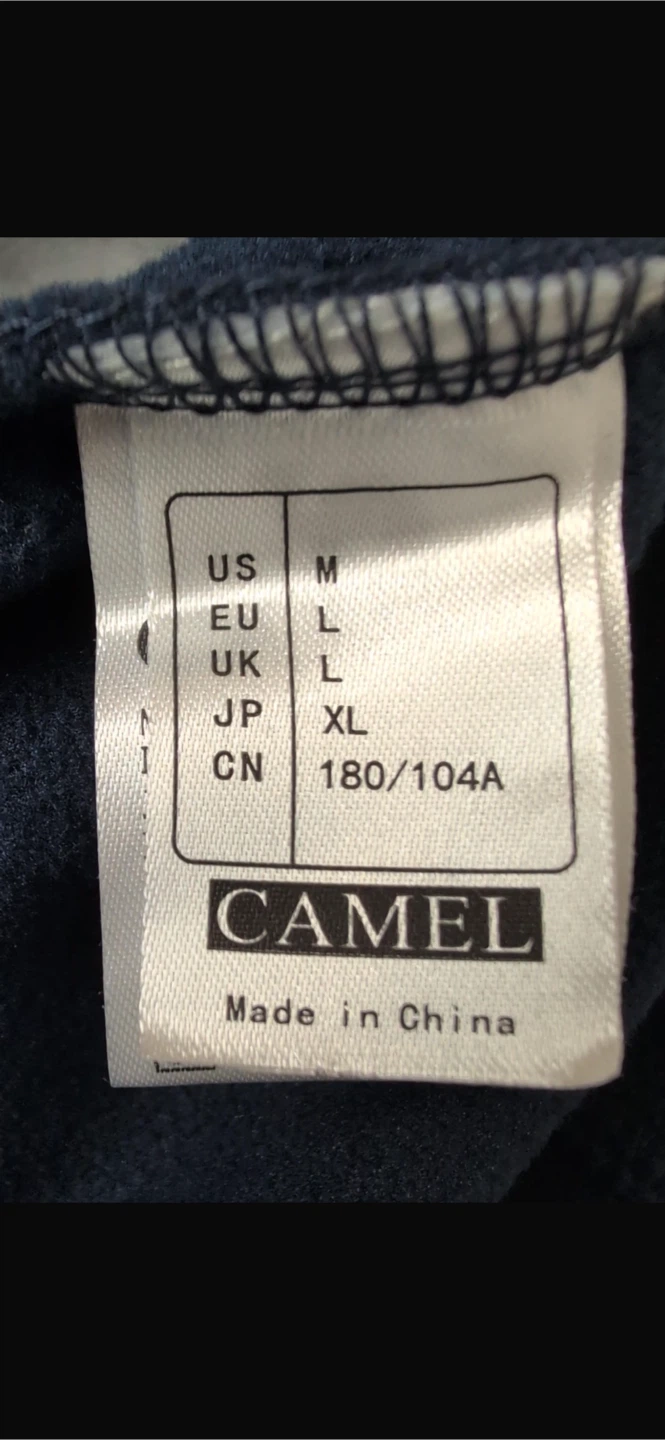 US M
EU L
UK L
JP XL
CN 180/104A
CAMEL
Made in China